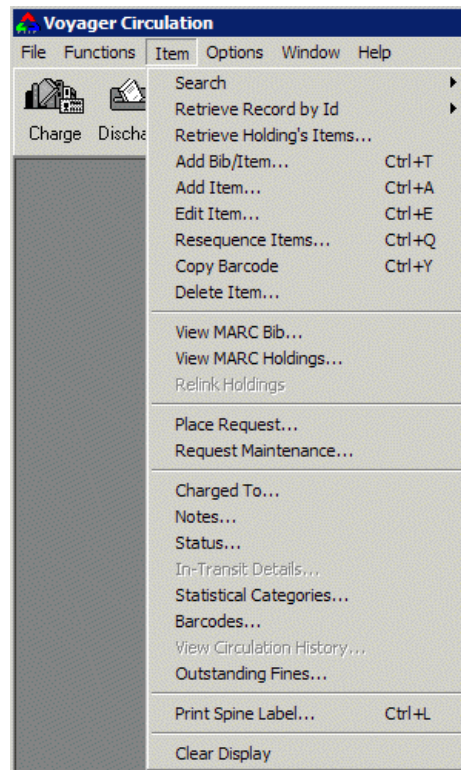 Voyager Circulation
File Functions Item Options Window Help
Charge Discha
Search
Retrieve Record by Id
Retrieve Holding's Items...
Add Bib/Item... Ctrl+T
Add Item... Ctrl+A
Edit Item... Ctrl+E
Resequence Items... Ctrl+Q
Copy Barcode Ctrl+Y
Delete Item...
View MARC Bib...
View MARC Holdings...
Relink Holdings
Place Request...
Request Maintenance...
Charged To...
Notes...
Status...
In-Transit Details...
Statistical Categories...
Barcodes...
View Circulation History...
Outstanding Fines...
Print Spine Label... Ctrl+L
Clear Display